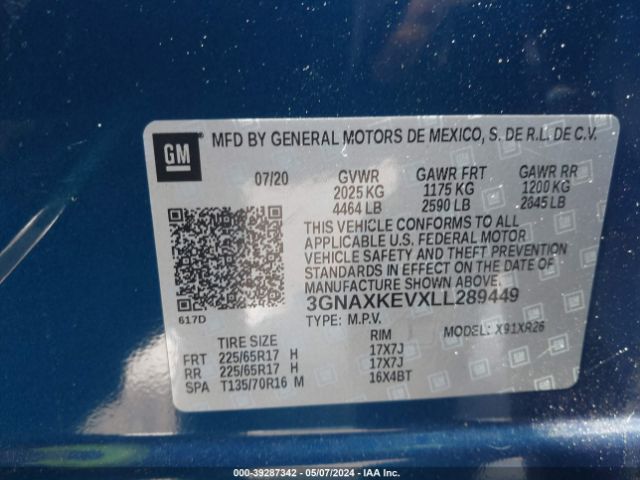 GM
MFD BY GENERAL MOTORS DE MEXICO, S. DE R.L. DE C.V.
07/20 GVWR GAWR FRT GAWR RR
2025 KG 1175 KG 1200 KG
4464 LB 2590 LB 2645 LB
THIS VEHICLE CONFORMS TO ALL
APPLICABLE U.S. FEDERAL MOTOR
VEHICLE SAFETY AND THEFT PREVENTION
STANDARDS IN EFFECT ON THE DATE OF
MANUFACTURE SHOWN ABOVE.
3GNAXKEVXLL289449
617D
TYPE: M.P.V. MODEL: X91XR26
TIRE SIZE RIM
FRT 225/65R17 H 17X7J
RR 225/65R17 H 17X7J
SPA T135/70R16 M 16X4BT
000-39287342 / 05/07/2024 / IAA Inc.